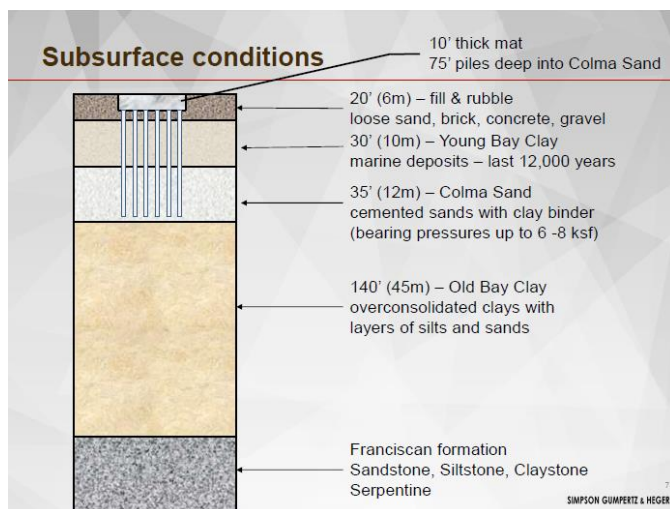 Subsurface conditions
10’ thick mat
75’ piles deep into Colma Sand
20’ (6m) – fill & rubble
loose sand, brick, concrete, gravel
30’ (10m) – Young Bay Clay
marine deposits – last 12,000 years
35’ (12m) – Colma Sand
cemented sands with clay binder
(bearing pressures up to 6 -8 ksf)
140’ (45m) – Old Bay Clay
overconsolidated clays with
layers of silts and sands
Franciscan formation
Sandstone, Siltstone, Claystone
Serpentine
7
SIMPSON GUMPERTZ & HEGER